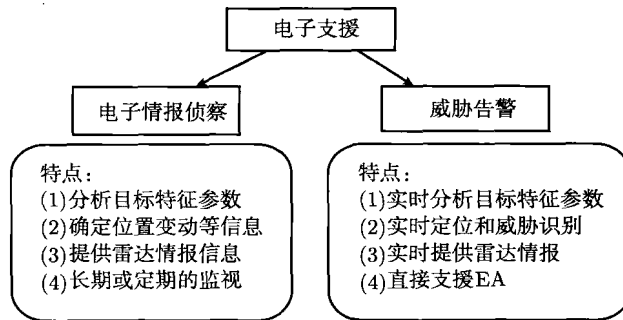 电子支援
电子情报侦察
威胁告警
特点:
(1)分析目标特征参数
(2)确定位置变动等信息
(3)提供雷达情报信息
(4)长期或定期的监视
特点:
(1)实时分析目标特征参数
(2)实时定位和威胁识别
(3)实时提供雷达情报
(4)直接支援EA